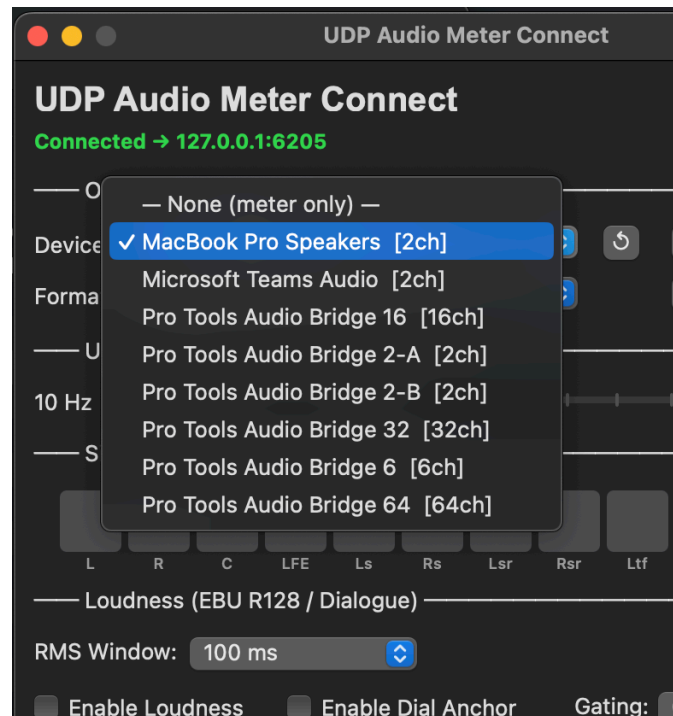 UDP Audio Meter Connect
UDP Audio Meter Connect
Connected → 127.0.0.1:6205
O
— None (meter only) —
Device
✓ MacBook Pro Speakers [2ch]
Microsoft Teams Audio [2ch]
Forma
Pro Tools Audio Bridge 16 [16ch]
U
Pro Tools Audio Bridge 2-A [2ch]
10 Hz
Pro Tools Audio Bridge 2-B [2ch]
Pro Tools Audio Bridge 32 [32ch]
S
Pro Tools Audio Bridge 6 [6ch]
Pro Tools Audio Bridge 64 [64ch]
L R C LFE Ls Rs Lsr Rsr Ltf
Loudness (EBU R128 / Dialogue)
RMS Window: 100 ms
Enable Loudness Enable Dial Anchor Gating: